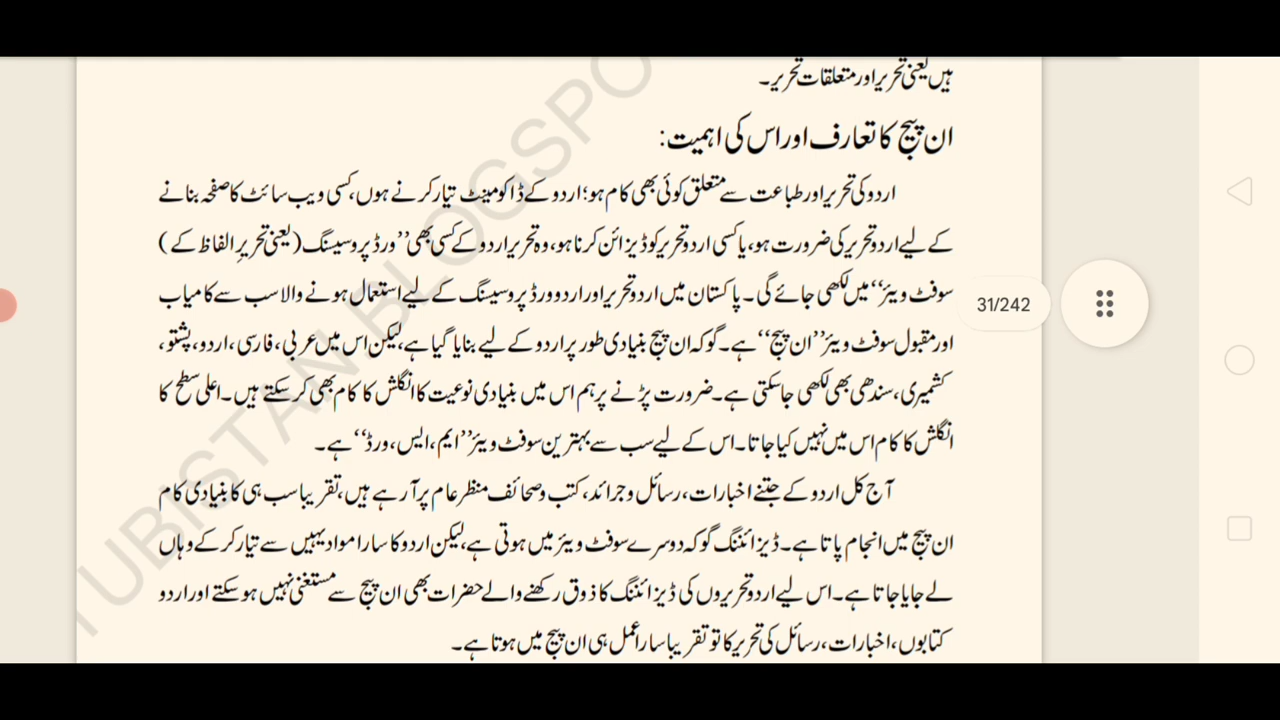 ہیں یعنی تحریر اور متعلقات تحریر۔
ان پیج کا تعارف اور اس کی اہمیت:
اردو کی تحریر اور طباعت سے متعلق کوئی بھی کام ہو؛ اردو کے ڈاکومینٹ تیار کرنے ہوں، کسی ویب سائٹ کا صفحہ بنانے
کے لیے اردو تحریر کی ضرورت ہو، یا کسی اردو تحریر کو ڈیزائن کرنا ہو، وہ تحریر اردو کے کسی بھی ’’ورڈ پروسیسنگ (یعنی تحریرِ الفاظ کے)
سوفٹ ویئر‘‘ میں لکھی جائے گی۔ پاکستان میں اردو تحریر اور اردو ورڈ پروسیسنگ کے لیے استعمال ہونے والا سب سے کامیاب
اور مقبول سوفٹ ویئر ’’ان پیج‘‘ ہے۔ گو کہ ان پیج بنیادی طور پر اردو کے لیے بنایا گیا ہے، لیکن اس میں عربی، فارسی، اردو، پشتو،
کشمیری، سندھی بھی لکھی جا سکتی ہے۔ ضرورت پڑنے پر ہم اس میں بنیادی نوعیت کا انگلش کا کام بھی کر سکتے ہیں۔ اعلی سطح کا
انگلش کا کام اس میں نہیں کیا جاتا۔ اس کے لیے سب سے بہترین سوفٹ ویئر ’’ایم، ایس، ورڈ‘‘ ہے۔
آج کل اردو کے جتنے اخبارات، رسائل و جرائد، کتب و صحائف منظر عام پر آ رہے ہیں، تقریبا سب ہی کا بنیادی کام
ان پیج میں انجام پاتا ہے۔ ڈیزائننگ گو کہ دوسرے سوفٹ ویئر میں ہوتی ہے، لیکن اردو کا سارا مواد یہیں سے تیار کر کے وہاں
لے جایا جاتا ہے۔ اس لیے اردو تحریروں کی ڈیزائننگ کا ذوق رکھنے والے حضرات بھی ان پیج سے مستغنی نہیں ہو سکتے اور اردو
کتابوں، اخبارات، رسائل کی تحریر کا تو تقریبا سارا عمل ہی ان پیج میں ہوتا ہے۔
31/242
TUBISTAN BLOGSPO